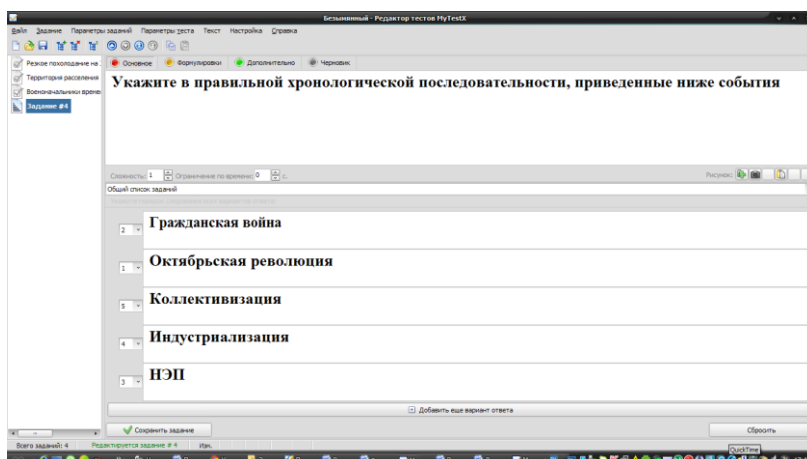 Безымянный - Редактор тестов MyTestX
Файл Задание Параметры заданий Параметры теста Текст Настройка Справка
Резкое похолодание на
Территория расселения
Военоначальники време
Задание #4
Основное Формулировки Дополнительно Черновик
Укажите в правильной хронологической последовательности, приведенные ниже события
Сложность: 1 Ограничение по времени: 0 с.
Рисунок:
Общий список заданий
2 Гражданская война
1 Октябрьская революция
5 Коллективизация
4 Индустриализация
3 НЭП
Добавить еще вариант ответа
Сохранить задание
Сбросить
Всего заданий: 4 Редактируется задание # 4 Изм.
QuickTime